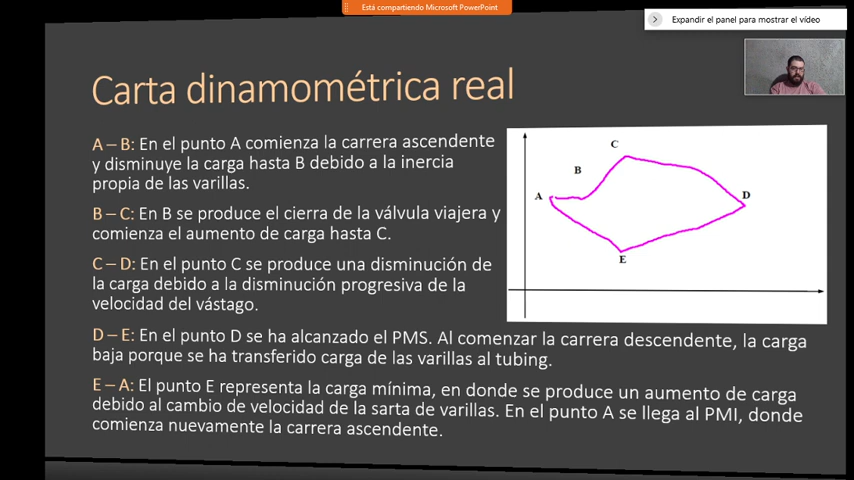 Está compartiendo Microsoft PowerPoint
Expandir el panel para mostrar el vídeo
Carta dinamométrica real
A – B: En el punto A comienza la carrera ascendente
y disminuye la carga hasta B debido a la inercia
propia de las varillas.
B – C: En B se produce el cierra de la válvula viajera y
comienza el aumento de carga hasta C.
C – D: En el punto C se produce una disminución de
la carga debido a la disminución progresiva de la
velocidad del vástago.
D – E: En el punto D se ha alcanzado el PMS. Al comenzar la carrera descendente, la carga
baja porque se ha transferido carga de las varillas al tubing.
E – A: El punto E representa la carga mínima, en donde se produce un aumento de carga
debido al cambio de velocidad de la sarta de varillas. En el punto A se llega al PMI, donde
comienza nuevamente la carrera ascendente.
C
B
A
D
E